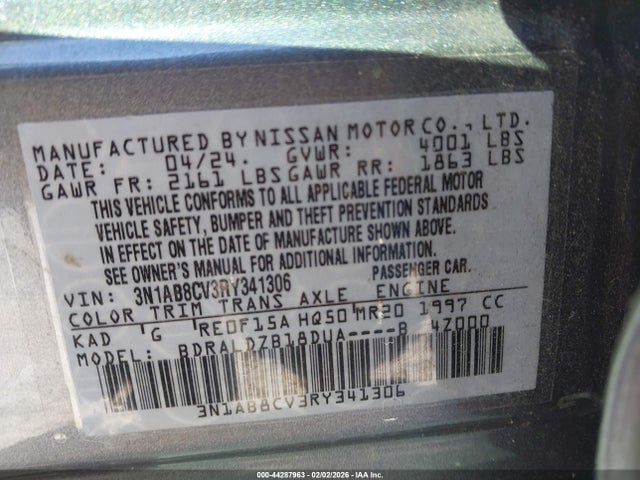 MANUFACTURED BY NISSAN MOTOR CO., LTD.
DATE: 04/24. GVWR: 4001 LBS
GAWR FR: 2161 LBS GAWR RR: 1863 LBS
THIS VEHICLE CONFORMS TO ALL APPLICABLE FEDERAL MOTOR
VEHICLE SAFETY, BUMPER AND THEFT PREVENTION STANDARDS
IN EFFECT ON THE DATE OF MANUFACTURE SHOWN ABOVE.
SEE OWNER'S MANUAL FOR ADDITIONAL INFORMATION.
VIN: 3N1AB8CV3RY341306 PASSENGER CAR.
COLOR TRIM TRANS AXLE ENGINE
KAD G RE0F15A HQ50 MR20 1997 CC
MODEL: BDRALDZB18DUA----B 4Z000
3N1AB8CV3RY341306
000-44287963 - 02/02/2026 - IAA Inc.